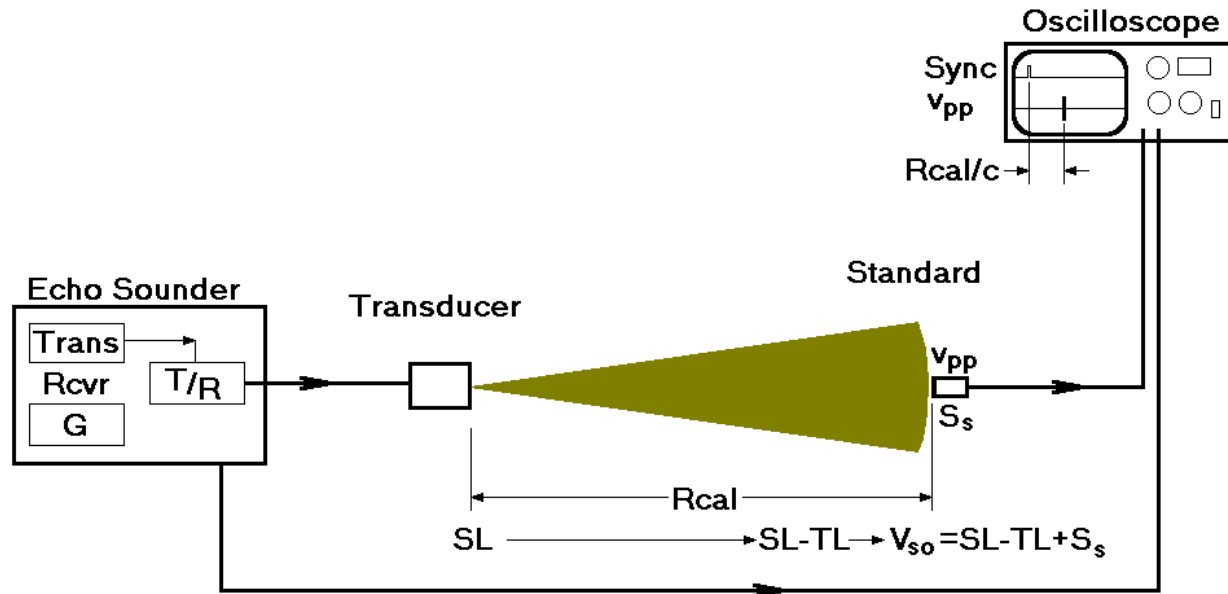 Oscilloscope
Sync
vpp
Rcal/c
Standard
Echo Sounder
Transducer
Trans
Rcvr
T/R
G
vpp
Ss
Rcal
SL
SL-TL
Vso=SL-TL+Ss